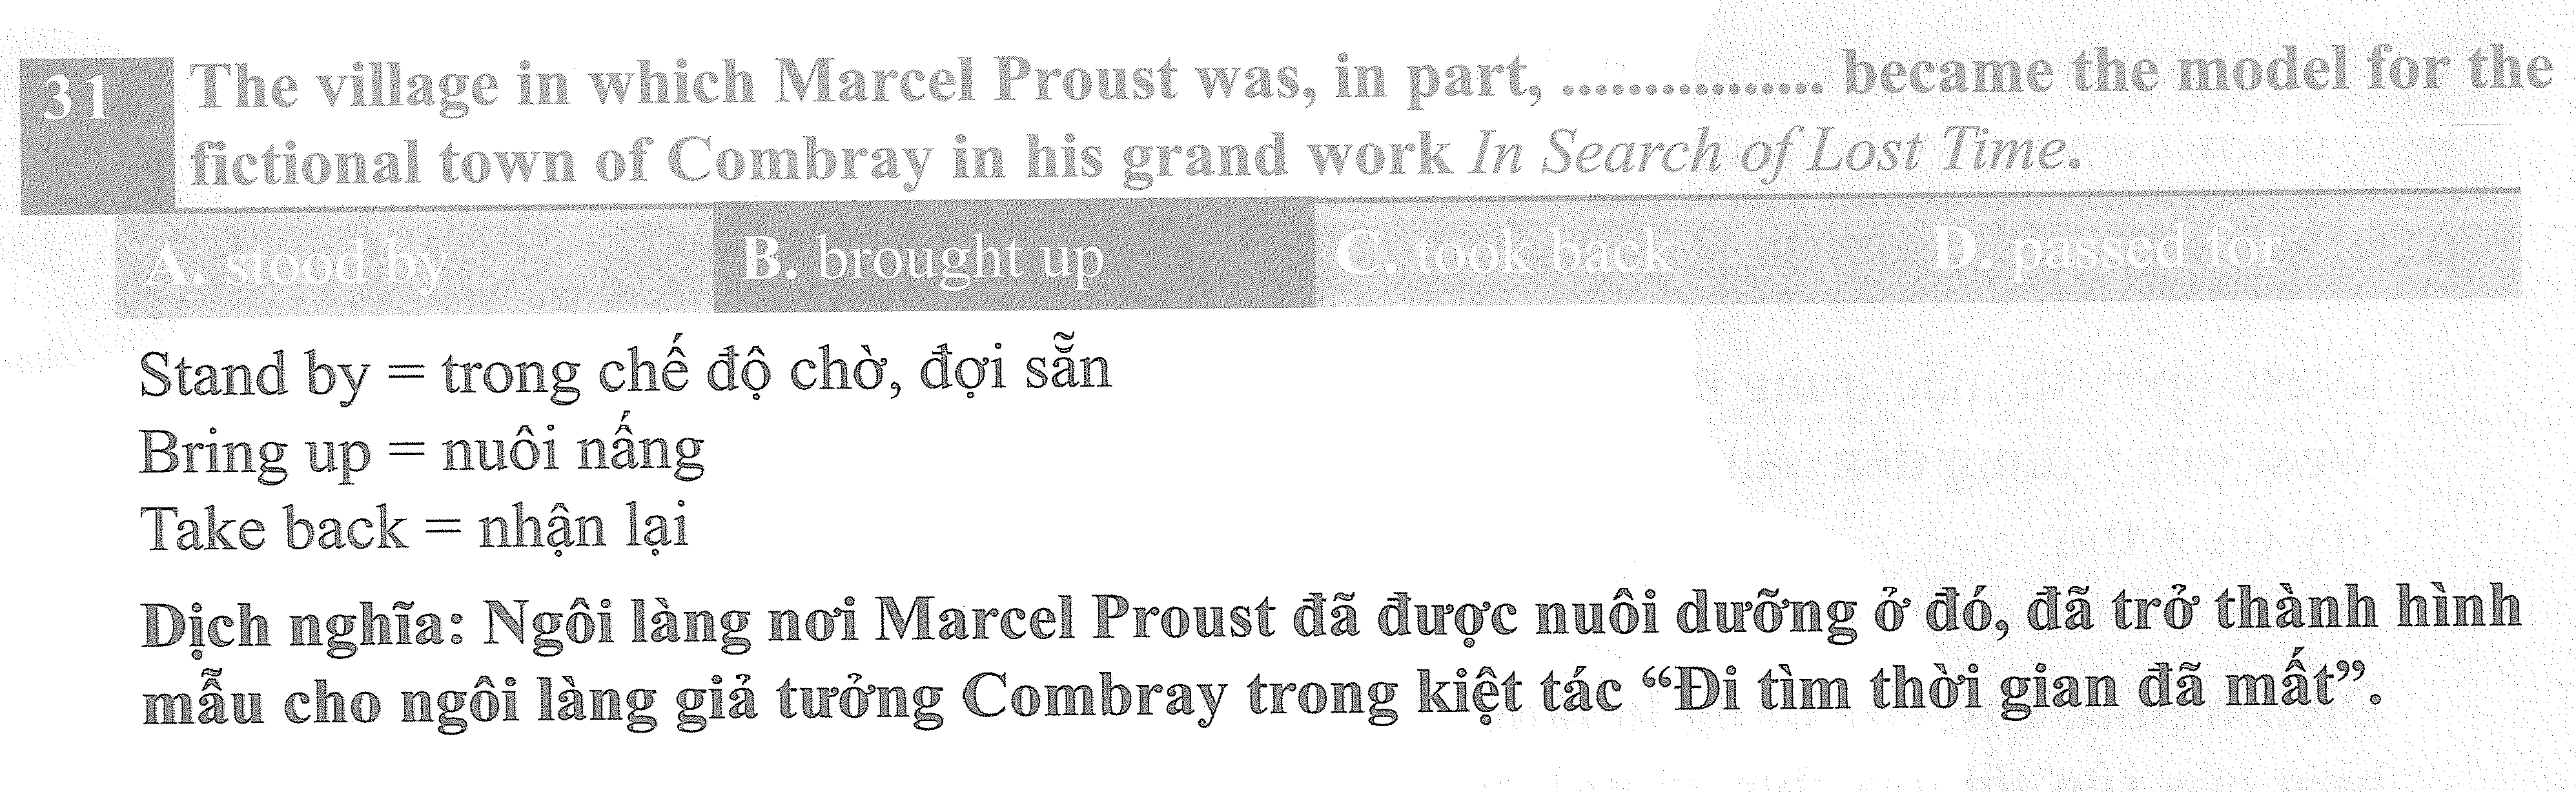 31 The village in which Marcel Proust was, in part, ................ became the model for the
fictional town of Combray in his grand work In Search of Lost Time.
A. stood by B. brought up C. took back D. passed for
Stand by = trong chế độ chờ, đợi sẵn
Bring up = nuôi nấng
Take back = nhận lại
Dịch nghĩa: Ngôi làng nơi Marcel Proust đã được nuôi dưỡng ở đó, đã trở thành hình
mẫu cho ngôi làng giả tưởng Combray trong kiệt tác “Đi tìm thời gian đã mất”.